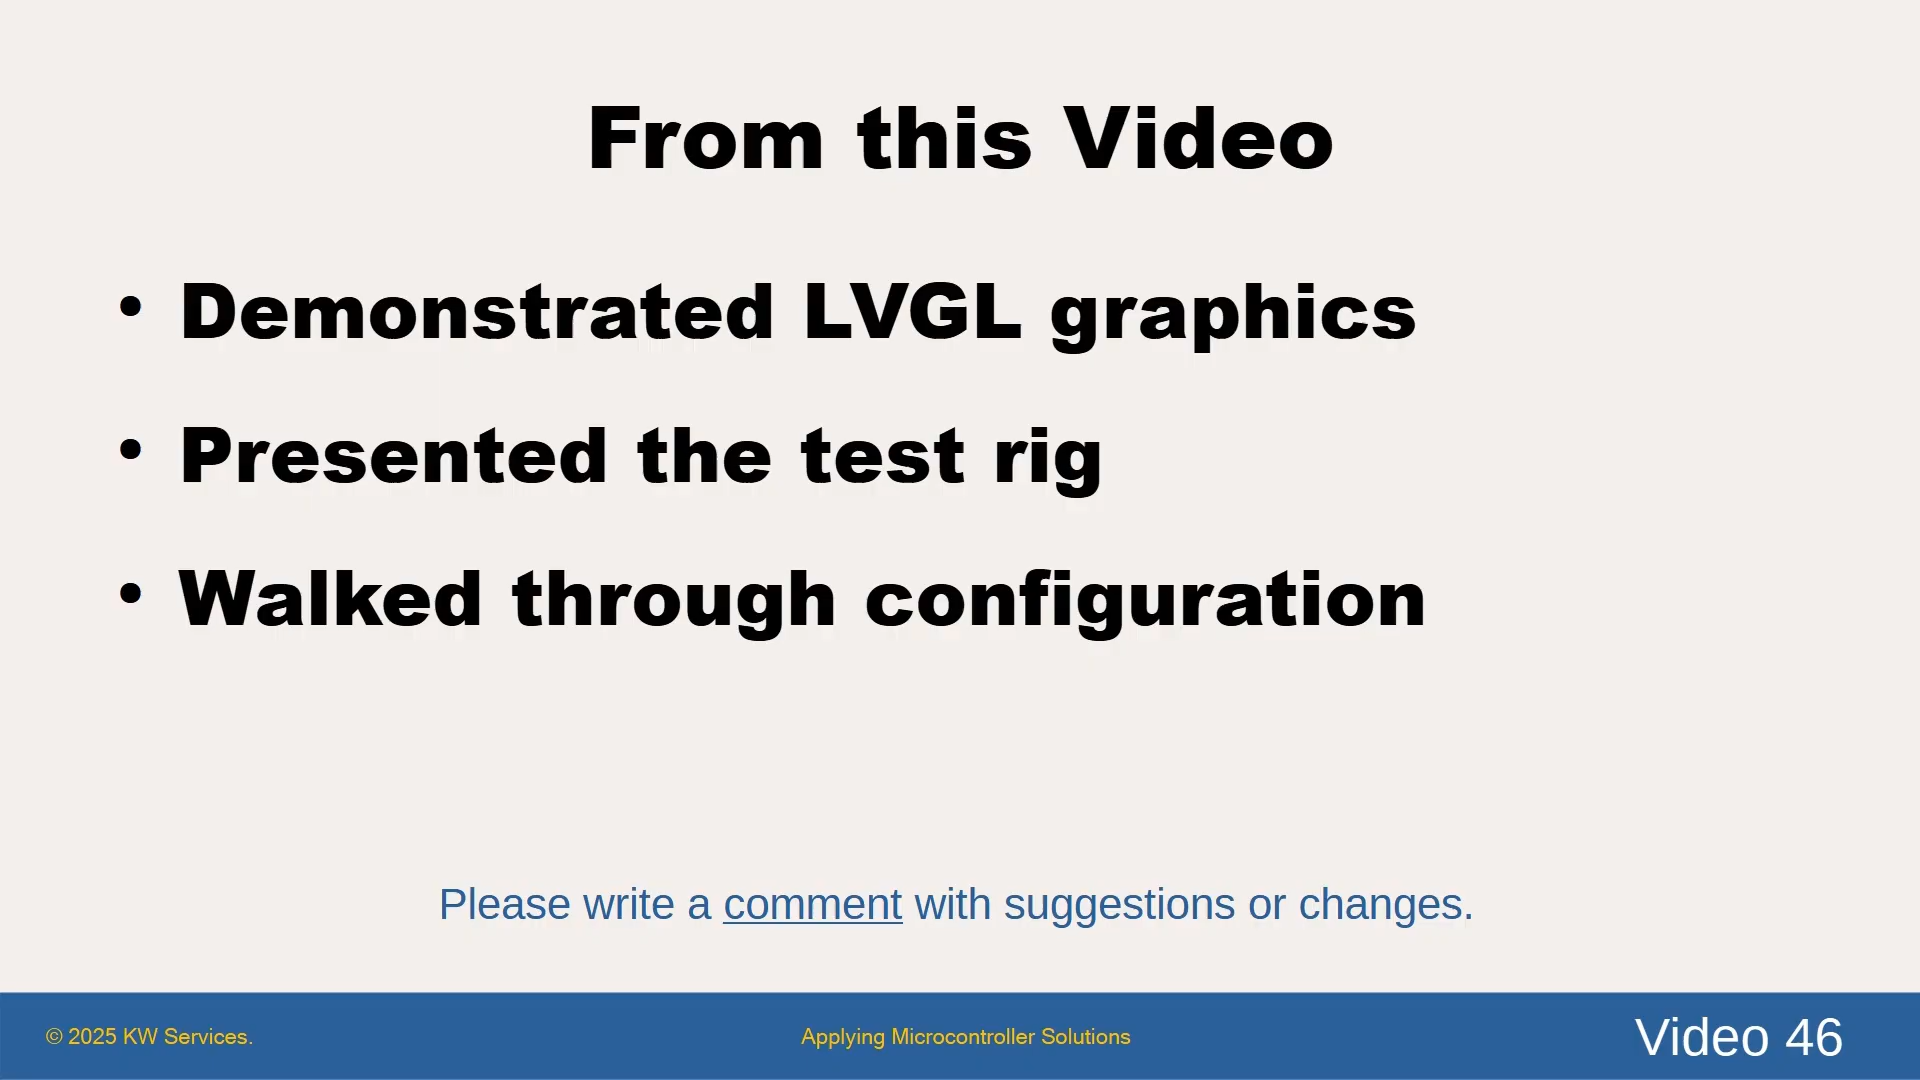 From this Video
• Demonstrated LVGL graphics
• Presented the test rig
• Walked through configuration
Please write a comment with suggestions or changes.
© 2025 KW Services.
Applying Microcontroller Solutions
Video 46